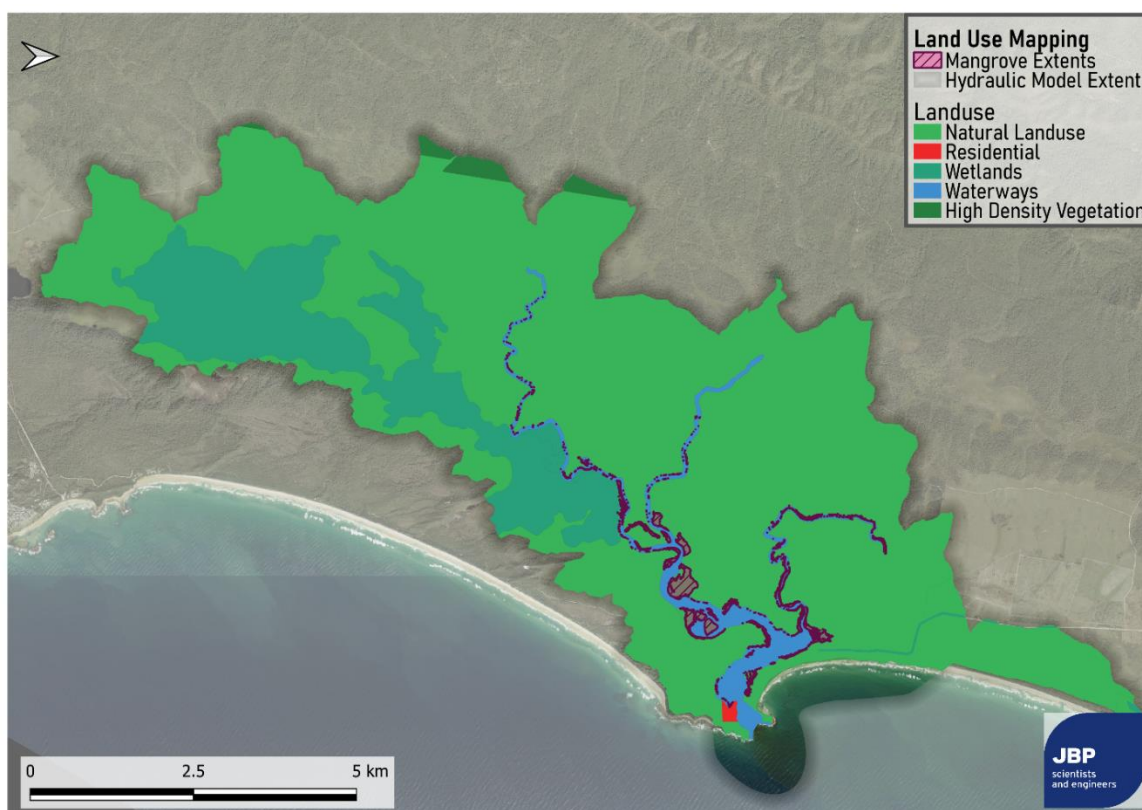 Land Use Mapping
Mangrove Extents
Hydraulic Model Extent
Landuse
Natural Landuse
Residential
Wetlands
Waterways
High Density Vegetation
0 2.5 5 km
JBP
scientists
and engineers